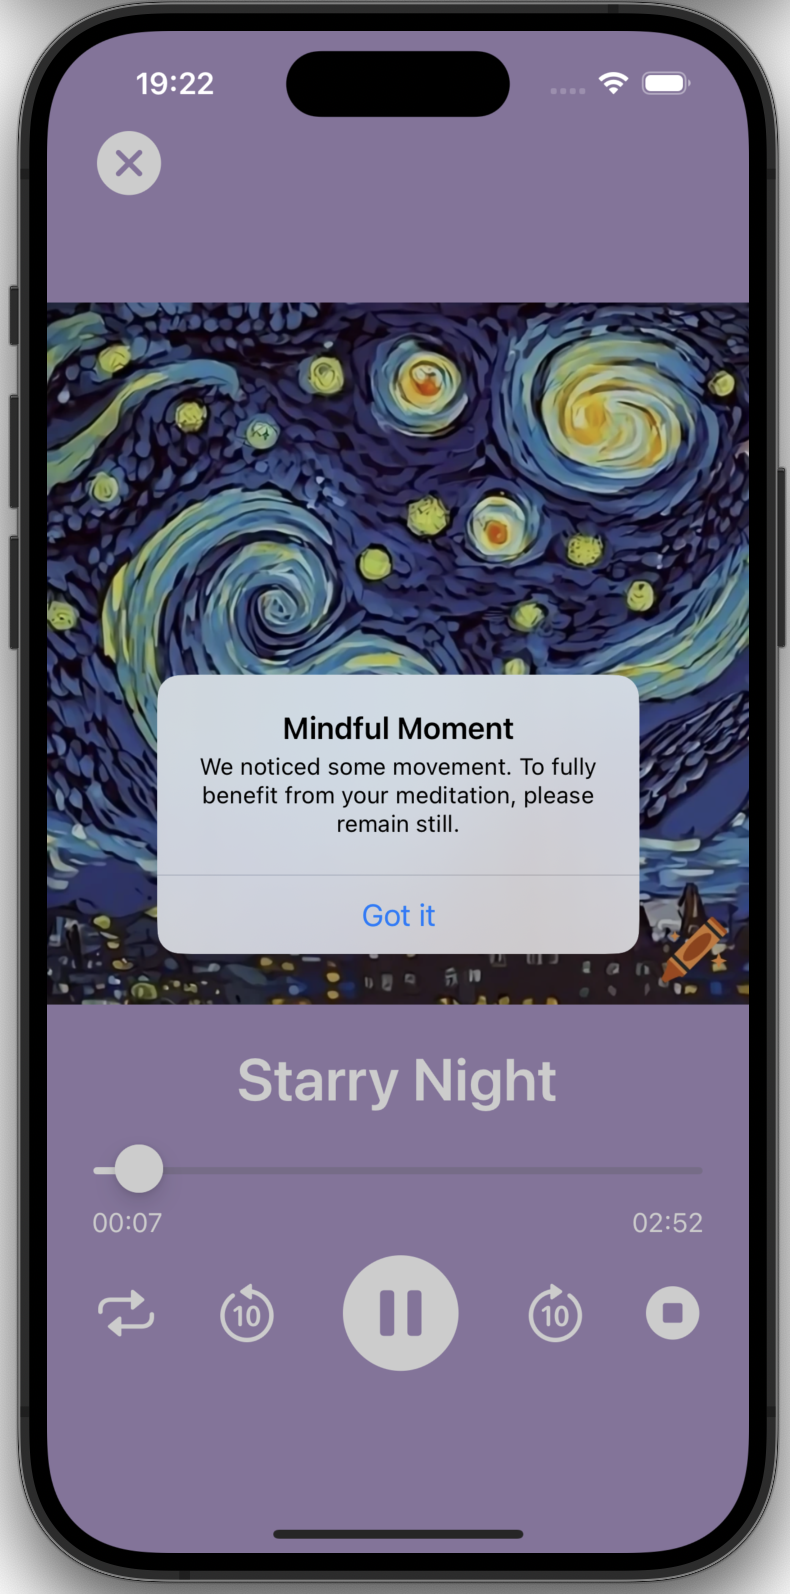 19:22
Mindful Moment
We noticed some movement. To fully
benefit from your meditation, please
remain still.
Got it
Starry Night
00:07
02:52
10
10